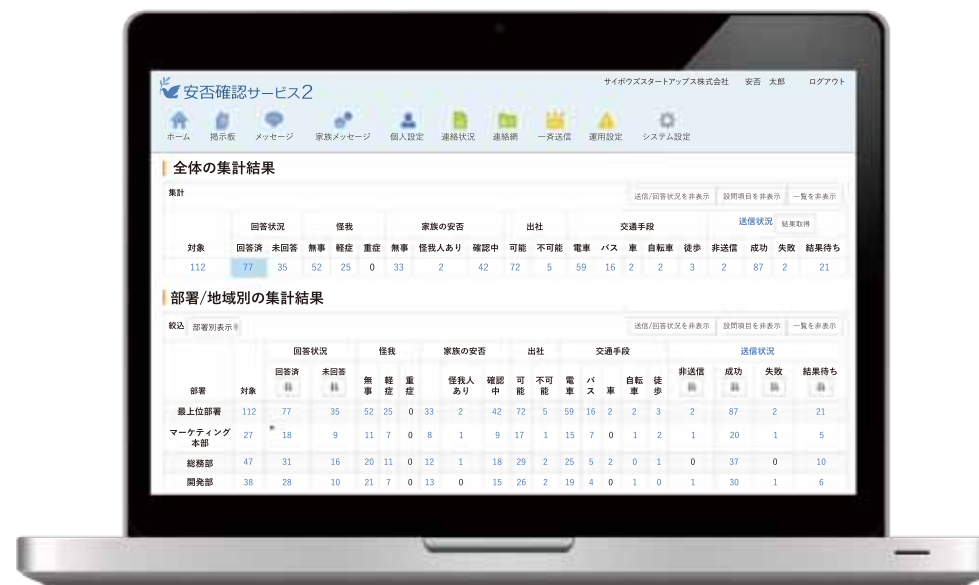 安否確認サービス2
サイボウズスタートアップス株式会社 安否 太郎 ログアウト
ホーム 掲示板 メッセージ 家族メッセージ 個人設定 連絡状況 連絡網 一斉送信 運用設定 システム設定
全体の集計結果
集計
送信/回答状況を非表示 設問項目を非表示 一覧を非表示
回答状況 怪我 家族の安否 出社 交通手段 送信状況 結果取得
対象 回答済 未回答 無事 軽症 重症 無事 怪我人あり 確認中 可能 不可能 電車 バス 車 自転車 徒歩 非送信 成功 失敗 結果待ち
112 77 35 52 25 0 33 2 42 72 5 59 16 2 2 3 2 87 2 21
部署/地域別の集計結果
絞込 部署別表示
送信/回答状況を非表示 設問項目を非表示 一覧を非表示
回答状況 怪我 家族の安否 出社 交通手段 送信状況
部署 対象 回答済 未回答 無事 軽症 重症 怪我人あり 確認中 可能 不可能 電車 バス 車 自転車 徒歩 非送信 成功 失敗 結果待ち
最上位部署 112 77 35 52 25 0 33 2 42 72 5 59 16 2 2 3 2 87 2 21
マーケティング本部 27 18 9 11 7 0 8 1 9 17 1 15 7 0 1 2 1 20 1 5
総務部 47 31 16 20 11 0 12 1 18 29 2 25 5 2 0 1 0 37 0 10
開発部 38 28 10 21 7 0 13 0 15 26 2 19 4 0 1 0 1 30 1 6